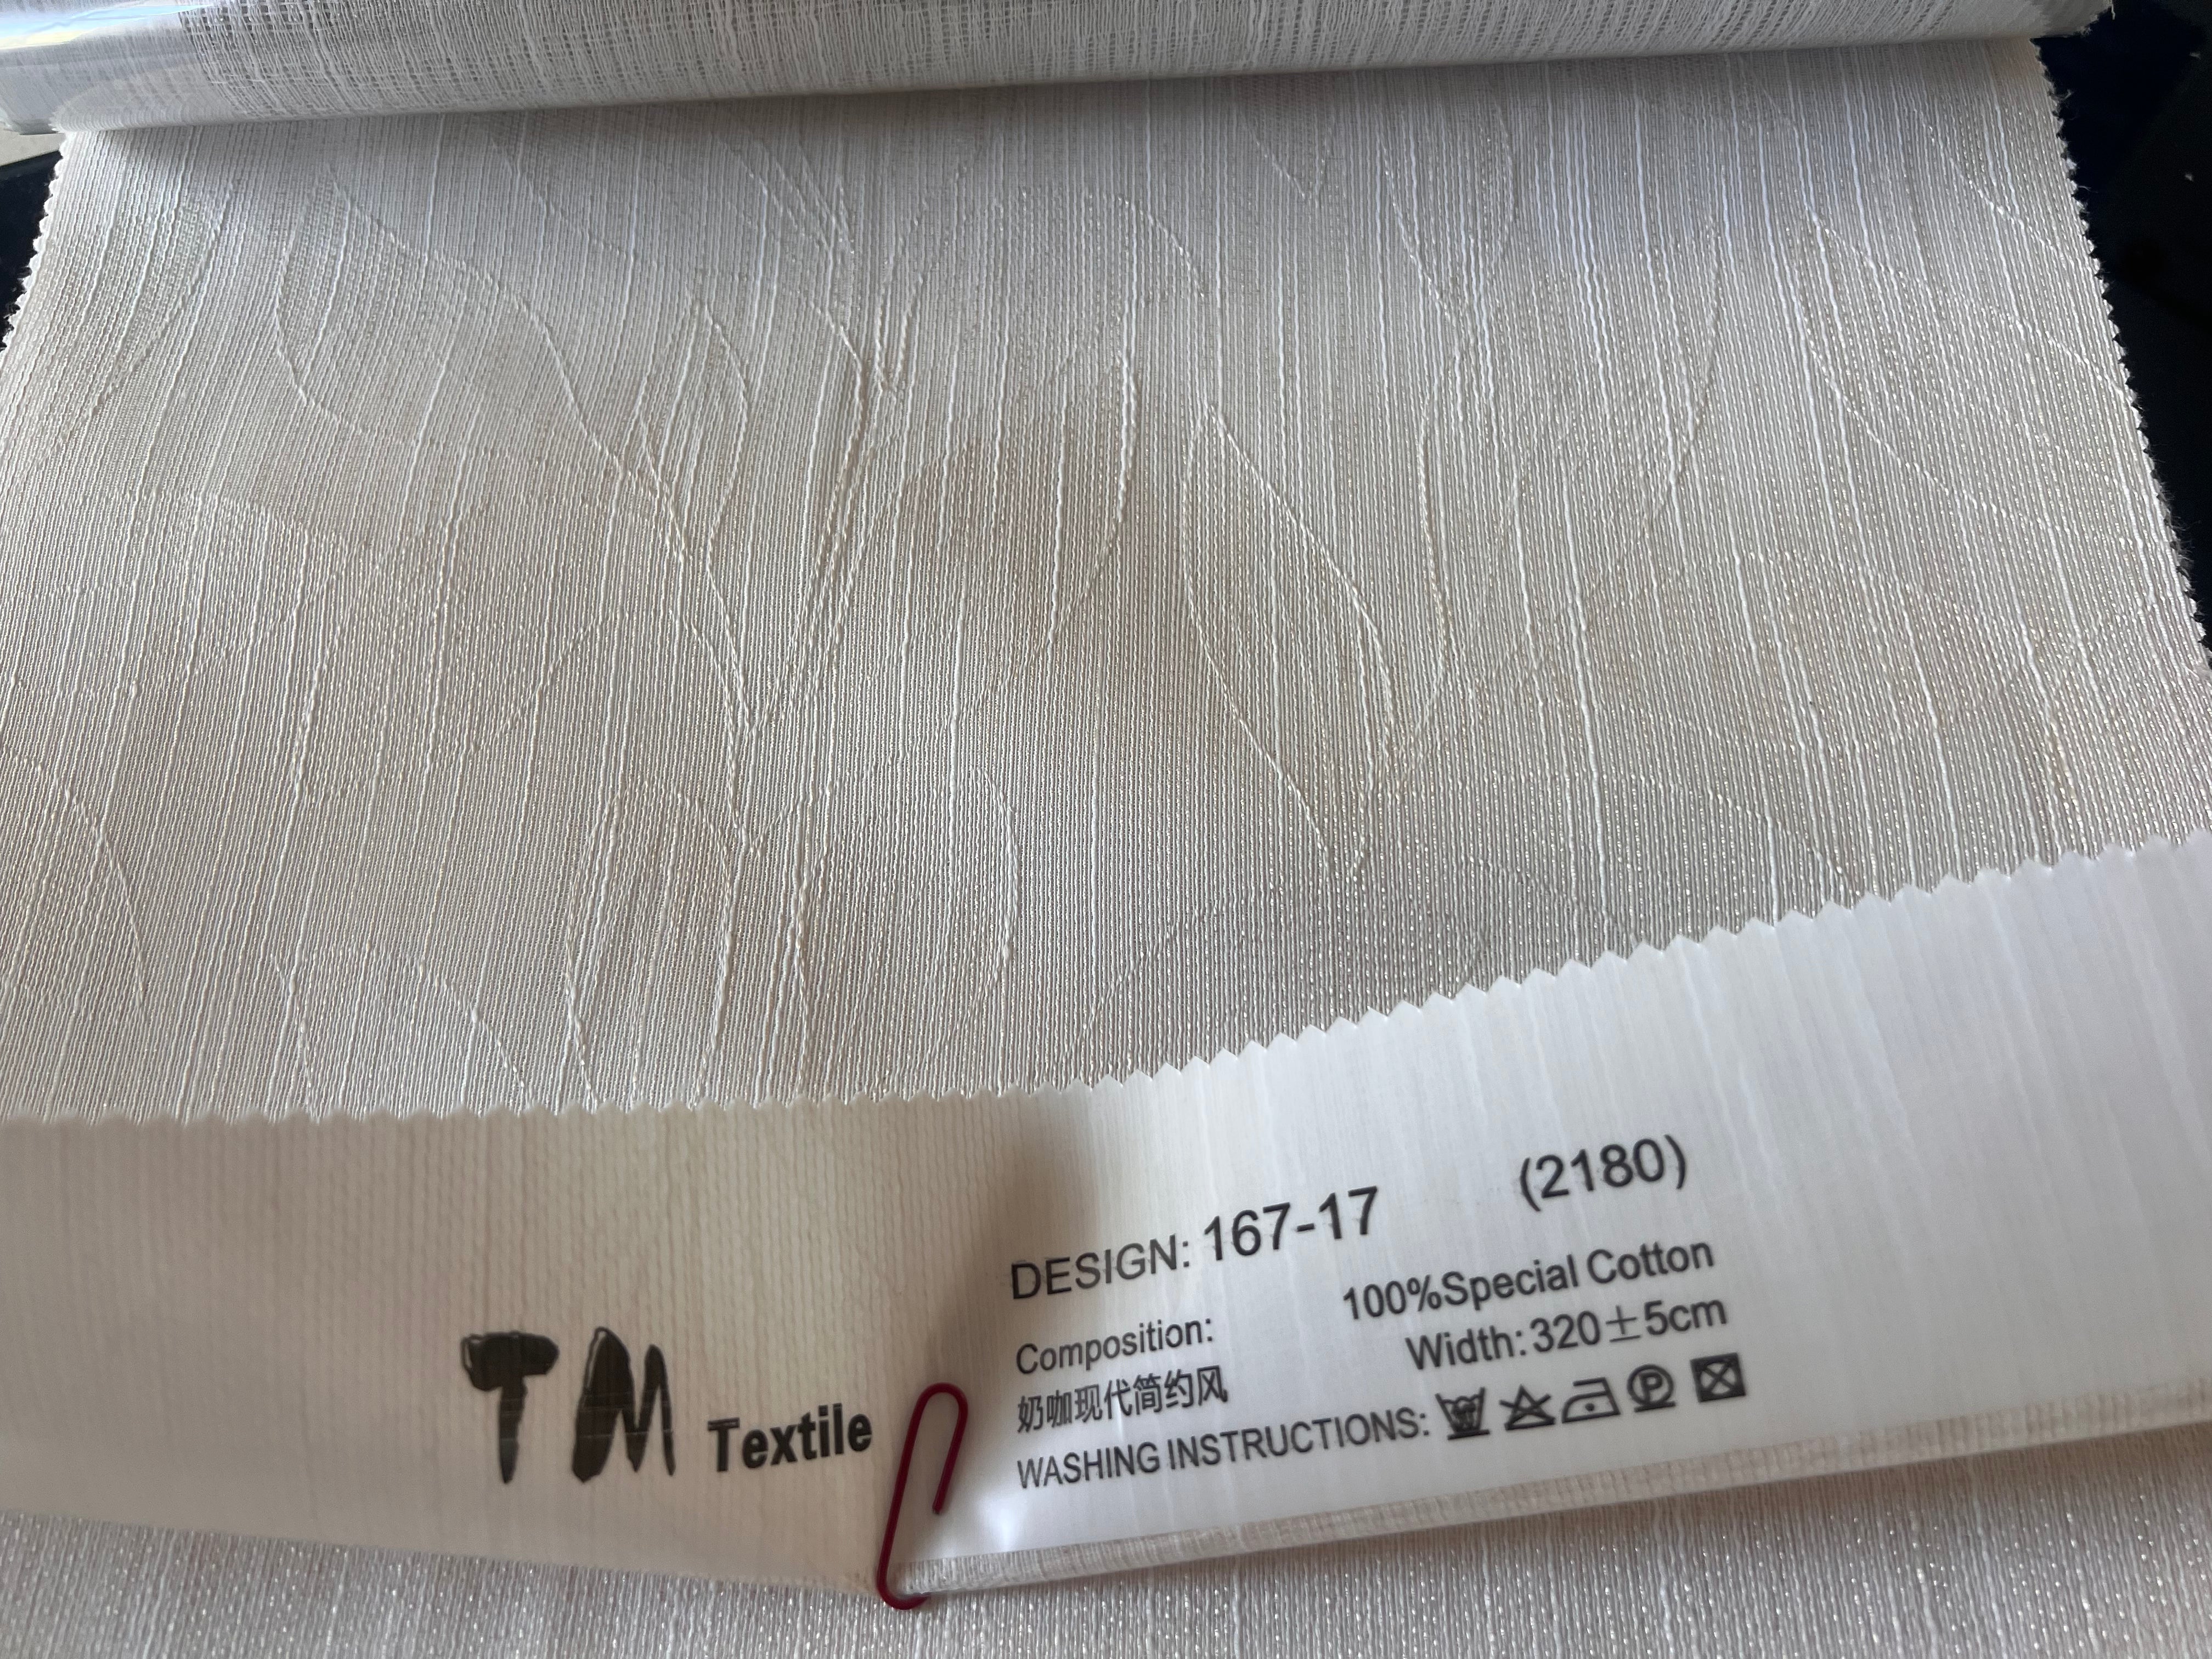 TM Textile
DESIGN: 167-17 (2180)
Composition: 100%Special Cotton
奶咖现代简约风 Width: 320±5cm
WASHING INSTRUCTIONS:
P